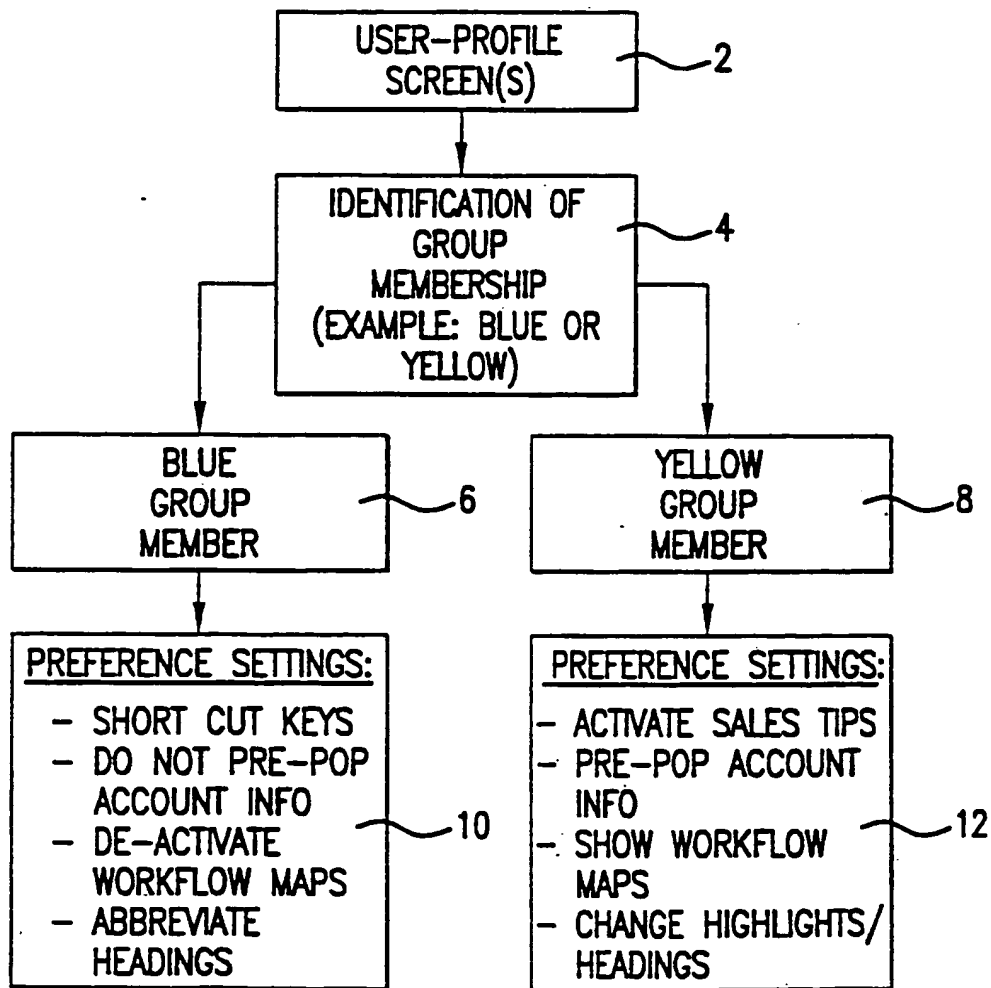 USER-PROFILE
SCREEN(S)
2
IDENTIFICATION OF
GROUP
MEMBERSHIP
(EXAMPLE: BLUE OR
YELLOW)
4
BLUE
GROUP
MEMBER
6
YELLOW
GROUP
MEMBER
8
PREFERENCE SETTINGS:
- SHORT CUT KEYS
- DO NOT PRE-POP
ACCOUNT INFO
- DE-ACTIVATE
WORKFLOW MAPS
- ABBREVIATE
HEADINGS
10
PREFERENCE SETTINGS:
- ACTIVATE SALES TIPS
- PRE-POP ACCOUNT
INFO
- SHOW WORKFLOW
MAPS
- CHANGE HIGHLIGHTS/
HEADINGS
12